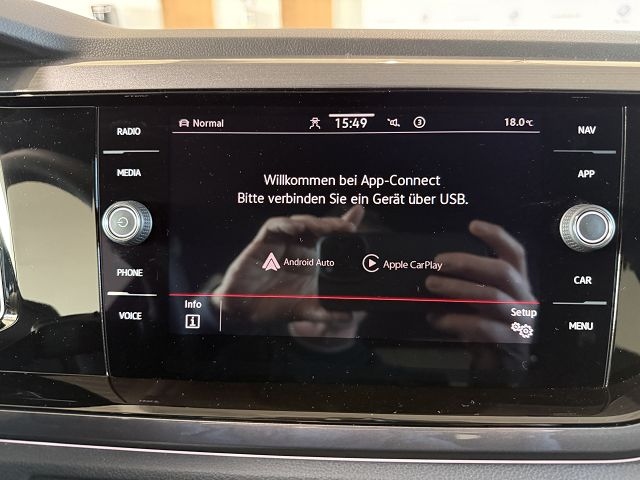 RADIO
MEDIA
PHONE
VOICE
Normal
15:49
3
18.0°C
Willkommen bei App-Connect
Bitte verbinden Sie ein Gerät über USB.
Android Auto
Apple CarPlay
Info
i
Setup
NAV
APP
CAR
MENU